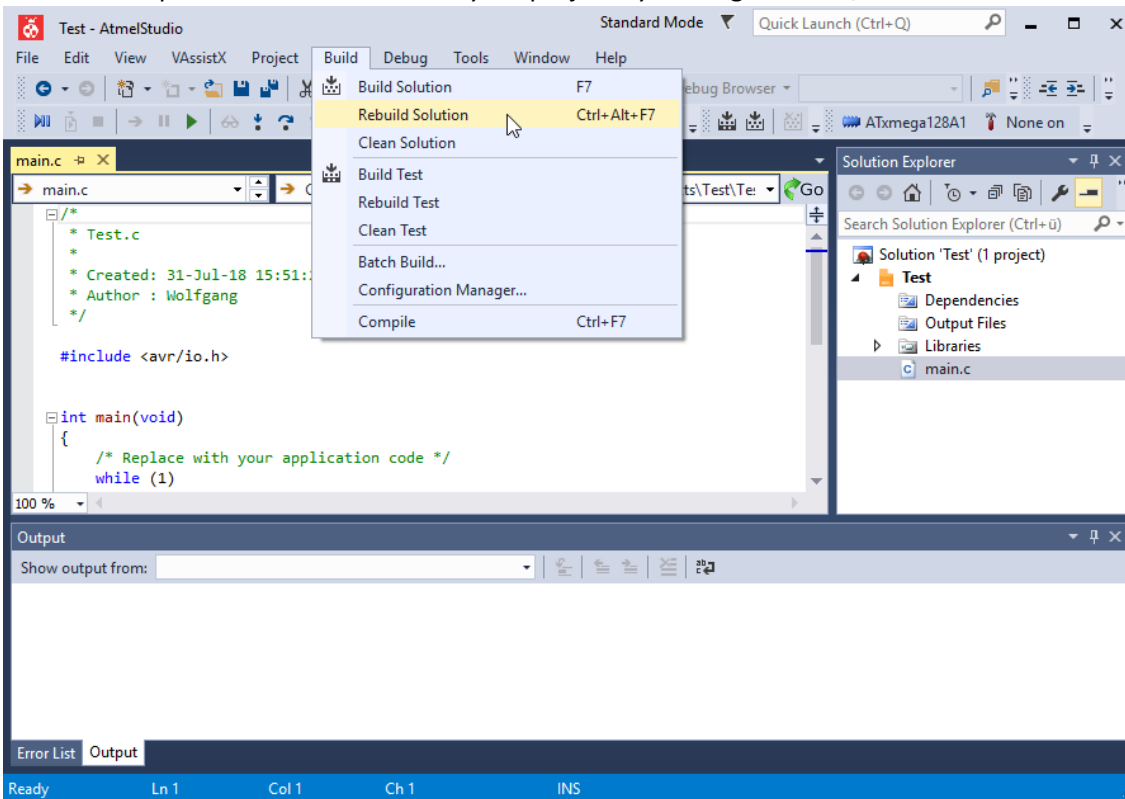 Test - AtmelStudio
Standard Mode
Quick Launch (Ctrl+Q)
File Edit View VAssistX Project Build Debug Tools Window Help
Build Solution F7
Rebuild Solution Ctrl+Alt+F7
Clean Solution
Build Test
Rebuild Test
Clean Test
Batch Build...
Configuration Manager...
Compile Ctrl+F7
ebug Browser
ATxmega128A1 None on
main.c
main.c
ts\Test\Te
Go
/*
* Test.c
*
* Created: 31-Jul-18 15:51:
* Author : Wolfgang
*/
#include <avr/io.h>
int main(void)
{
/* Replace with your application code */
while (1)
100 %
Solution Explorer
Search Solution Explorer (Ctrl+ü)
Solution 'Test' (1 project)
Test
Dependencies
Output Files
Libraries
main.c
Output
Show output from:
Error List Output
Ready Ln 1 Col 1 Ch 1 INS